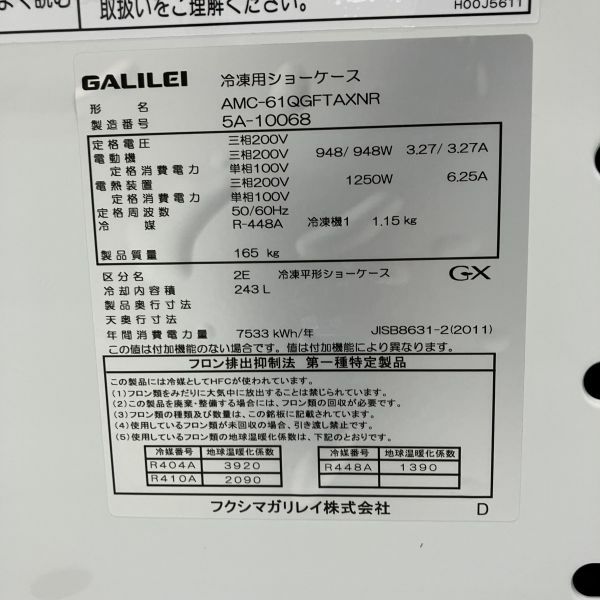 取扱いをご理解ください。
H00J5611
GALILEI 冷凍用ショーケース
形 名 AMC-61QGFTAXNR
製造番号 5A-10068
定格電圧 三相200V
電動機 三相200V 948/ 948W 3.27/ 3.27A
定格消費電力 単相100V
電熱装置 三相200V 1250W 6.25A
定格消費電力 単相100V
定格周波数 50/60Hz
冷 媒 R-448A 冷凍機1 1.15 kg
製品質量 165 kg
区分名 2E 冷凍平形ショーケース GX
冷却内容積 243 L
製品奥行寸法
天奥行寸法
年間消費電力量 7533 kWh/年 JISB8631-2(2011)
この値は付加機能のない場合です。値は付加機能により異なります。
フロン排出抑制法 第一種特定製品
この製品には冷媒としてHFCが使われています。
(1)フロン類をみだりに大気中に放出することは禁じられています。
(2)この製品を廃棄・整備する場合には、フロン類の回収が必要です。
(3)フロン類の種類及び数量は、この銘板に記載されています。
(4)使用しているフロン類が未回収の場合、引き渡し禁止です。
(5)使用しているフロン類の地球温暖化係数は、下記のとおりです。
冷媒番号 地球温暖化係数 冷媒番号 地球温暖化係数
R404A 3920 R448A 1390
R410A 2090
フクシマガリレイ株式会社 D